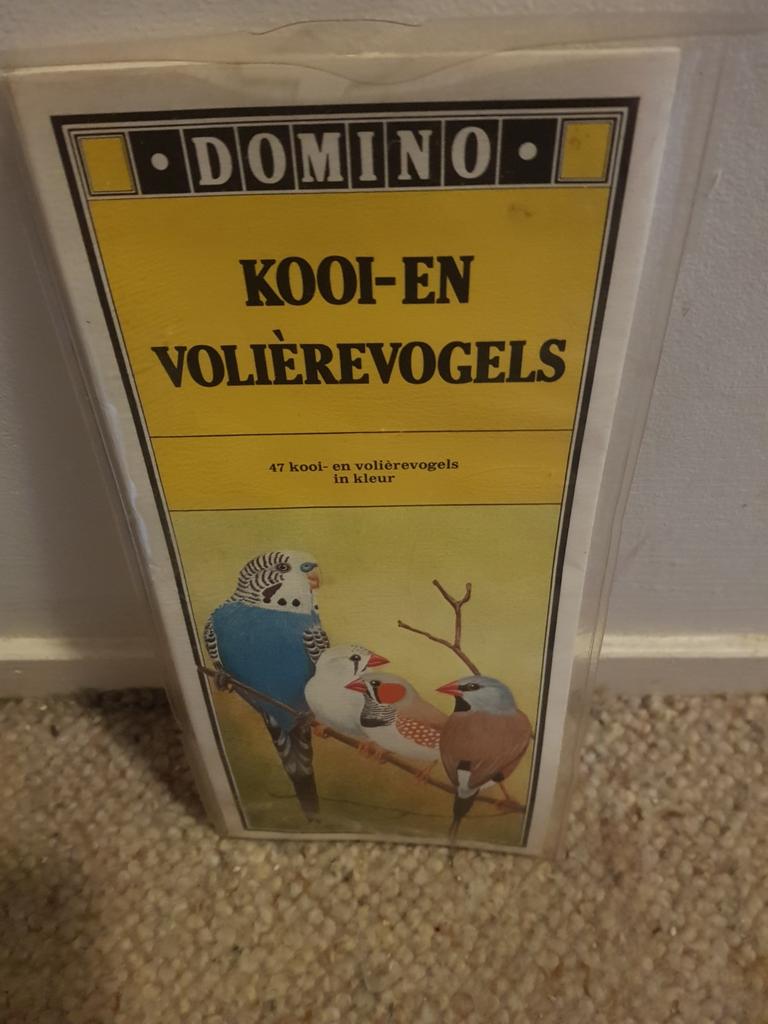 DOMINO
KOOI-EN
VOLIÈREVOGELS
47 kooi- en volièrevogels
in kleur